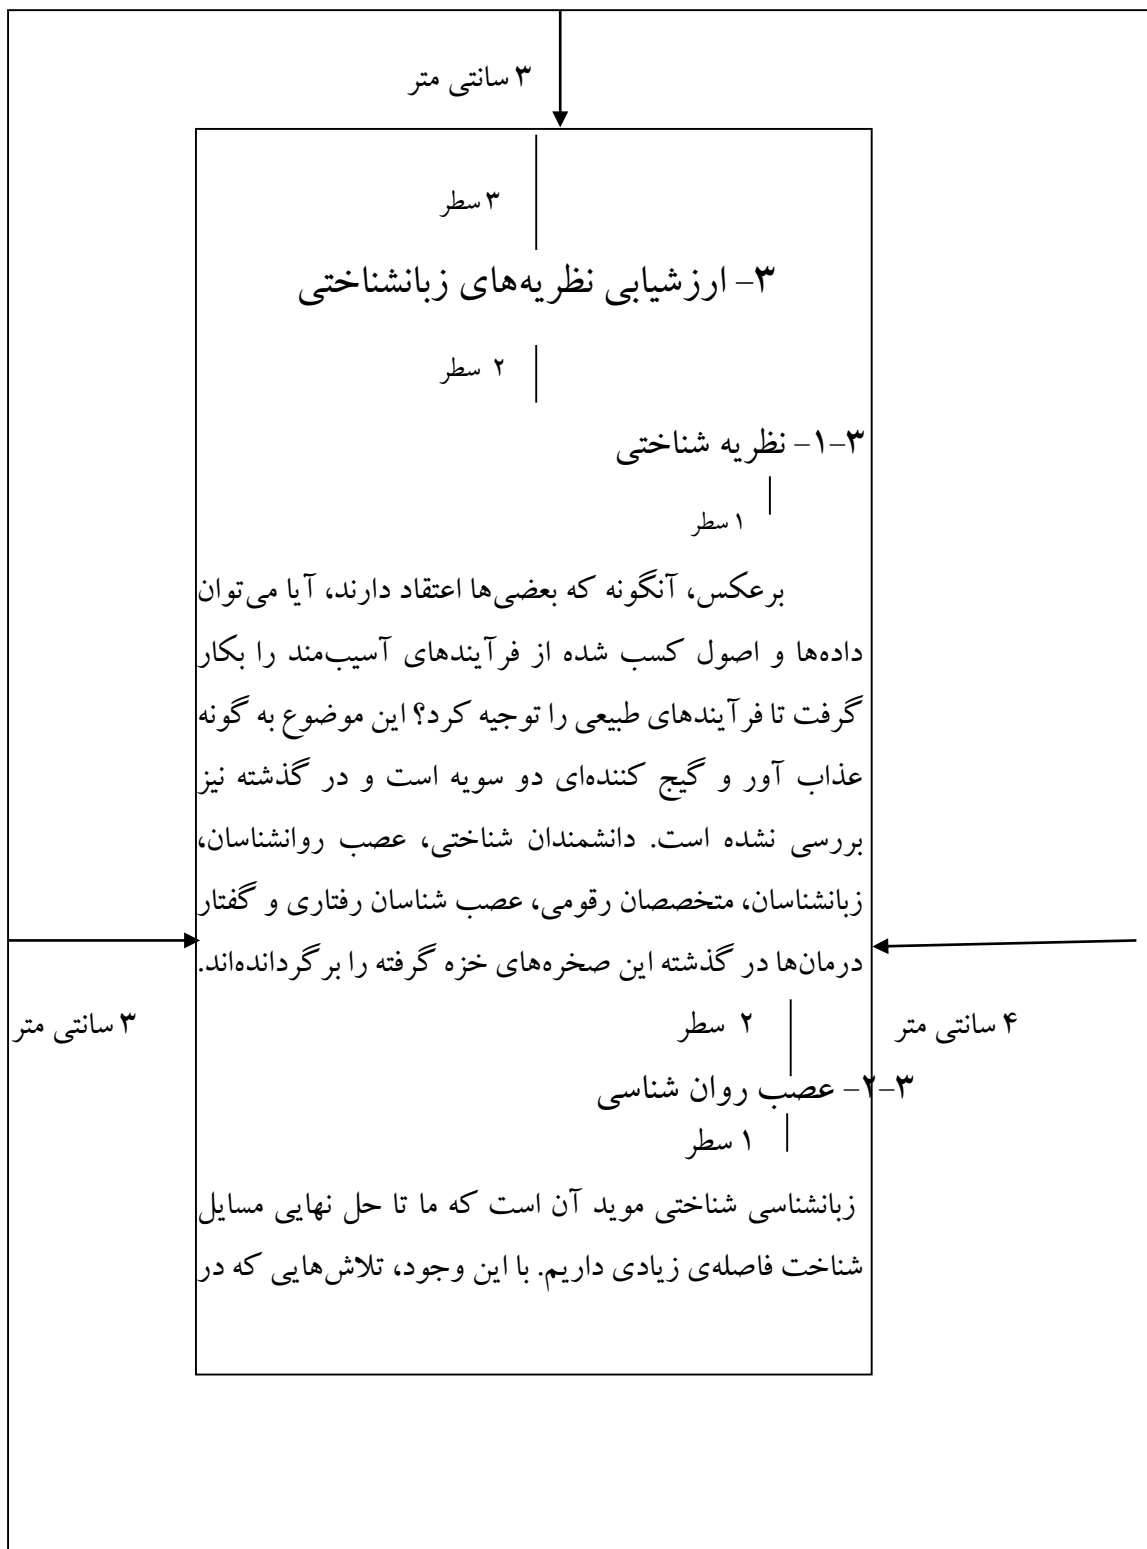 ۳ سانتی متر
۳ سطر
۳- ارزشیابی نظریه‌های زبانشناختی
۲ سطر
۳-۱- نظریه شناختی
۱ سطر
برعکس، آنگونه که بعضی‌ها اعتقاد دارند، آیا می‌توان
داده‌ها و اصول کسب شده از فرآیندهای آسیب‌مند را بکار
گرفت تا فرآیندهای طبیعی را توجیه کرد؟ این موضوع به گونه
عذاب آور و گیج کننده‌ای دو سویه است و در گذشته نیز
بررسی نشده است. دانشمندان شناختی، عصب روانشناسان،
زبانشناسان، متخصصان رقومی، عصب شناسان رفتاری و گفتار
درمان‌ها در گذشته این صخره‌های خزه گرفته را برگردانده‌اند.
۴ سانتی متر
۲ سطر
۳ سانتی متر
۳-۲- عصب روان شناسی
۱ سطر
زبانشناسی شناختی موید آن است که ما تا حل نهایی مسایل
شناخت فاصله‌ی زیادی داریم. با این وجود، تلاش‌هایی که در